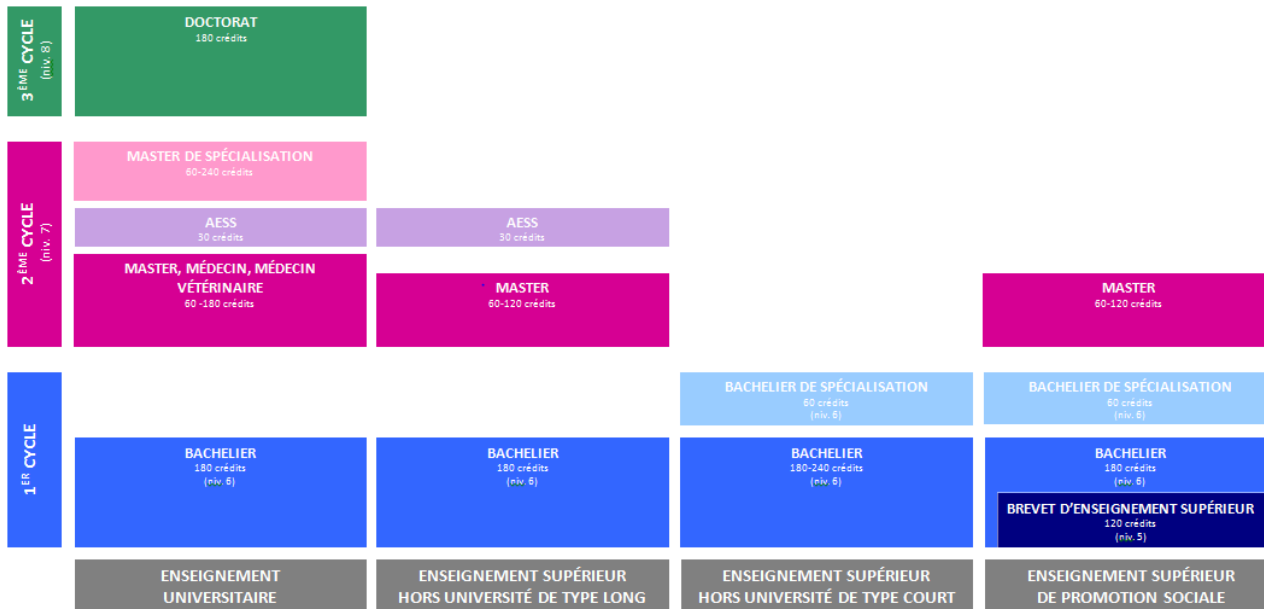 3ÈME CYCLE
(niv. 8)
DOCTORAT
180 crédits
2ÈME CYCLE
(niv. 7)
MASTER DE SPÉCIALISATION
60-240 crédits
AESS
30 crédits
AESS
30 crédits
MASTER, MÉDECIN, MÉDECIN
VÉTÉRINAIRE
60 -180 crédits
MASTER
60-120 crédits
MASTER
60-120 crédits
1ER CYCLE
BACHELIER DE SPÉCIALISATION
60 crédits
(niv. 6)
BACHELIER DE SPÉCIALISATION
60 crédits
(niv. 6)
BACHELIER
180 crédits
(niv. 6)
BACHELIER
180 crédits
(niv. 6)
BACHELIER
180-240 crédits
(niv. 6)
BACHELIER
180 crédits
(niv. 6)
BREVET D'ENSEIGNEMENT SUPÉRIEUR
120 crédits
(niv. 5)
ENSEIGNEMENT
UNIVERSITAIRE
ENSEIGNEMENT SUPÉRIEUR
HORS UNIVERSITÉ DE TYPE LONG
ENSEIGNEMENT SUPÉRIEUR
HORS UNIVERSITÉ DE TYPE COURT
ENSEIGNEMENT SUPÉRIEUR
DE PROMOTION SOCIALE